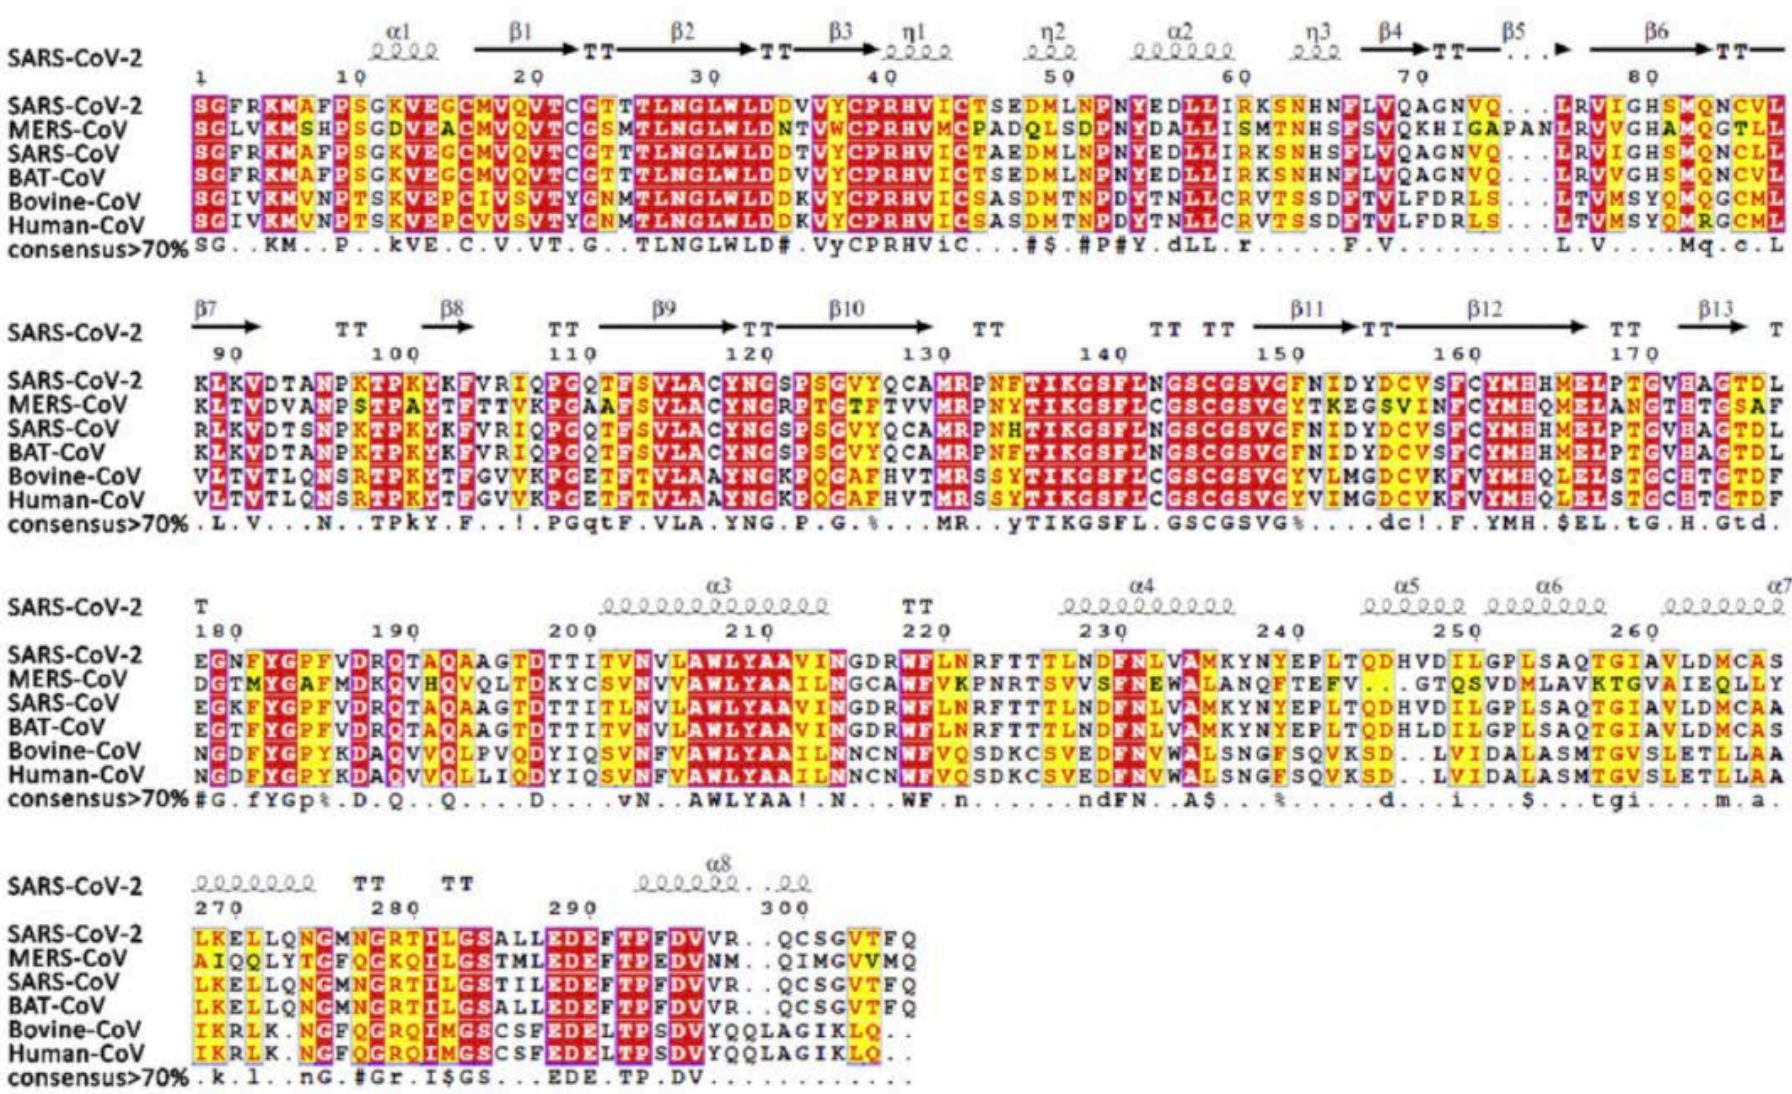 α1 β1 β2 β3 η1 η2 α2 η3 β4 β5 β6
SARS-CoV-2 TT TT TT ... TT
1 10 20 30 40 50 60 70 80
SARS-CoV-2 SGFRKMAFPSGKVEGCMVQVTCGTTTLNGLWLDDVVYCPRHVICTSEDMLNPNYEDLLIRKSNHNFLVQAGNVQ...LRVIGHSMQNCVL
MERS-CoV SGLVKMSHPSGDVEACMVQVTCGSMTLNGLWLDNTVWCPRHVMCPADQLSDPNYDALLISMTNHSFSVQKHIGAPANLRVVGHAMQGTLL
SARS-CoV SGFRKMAFPSGKVEGCMVQVTCGTTTLNGLWLDDTVYCPRHVICTAEDMLNPNYEDLLIRKSNHSFLVQAGNVQ...LRVIGHSMQNCLL
BAT-CoV SGFRKMAFPSGKVEGCMVQVTCGTTTLNGLWLDDTVYCPRHVICTSEDMLNPNYEDLLIRKSNHNFLVQAGNVQ...LRVVGHSMQNCVL
Bovine-CoV SGIVKMVNPTSKVEPCIVSVTYGNMTLNGLWLDDKVYCPRHVICSASDMTNPDYTNLLCRVTSSDFTVLFDRLS...LTVMSYQMQGCML
Human-CoV SGIVKMVNPTSKVEPCVVSVTYGNMTLNGLWLDDKVYCPRHVICSASDMTNPDYTNLLCRVTSSDFTVLFDRLS...LTVMSYQMRGCML
consensus>70% SG..KM..P..kVE.C.V.VT.G..TLNGLWLD#.VyCPRHViC...#$.#P#Y.dLL.r.....F.V.........L.V....Mq.c.L
β7 β8 β9 β10 β11 β12 β13
SARS-CoV-2 TT TT TT TT TT TT TT TT T
90 100 110 120 130 140 150 160 170
SARS-CoV-2 KLKVDTANPKTPKYKFVRIQPGQTFSVLACYNGSPSGVYQCAMRPNFTIKGSFLNGSCGSVGFNIDYDCVSFCYMHHMELPTGVHAGTDL
MERS-CoV KLTVDVANPSTPAYTFTTVKPGAAFSVLACYNGRPTGTFTVVMRPNYTIKGSFLCGSCGSVGYTKEGSVINFCYMHQMELANGTHTGSAF
SARS-CoV RLKVDTSNPKTPKYKFVRIQPGQTFSVLACYNGSPSGVYQCAMRPNHTIKGSFLNGSCGSVGFNIDYDCVSFCYMHHMELPTGVHAGTDL
BAT-CoV KLKVDTANPKTPKYKFVRIQPGQTFSVLACYNGSPSGVYQCAMRPNFTIKGSFLNGSCGSVGFNIDYDCVSFCYMHHMELPTGVHAGTDL
Bovine-CoV VLTVTLQNSRTPKYTFGVVKPGETFTVLAAYNGKPQGAFHVTMRSSYTIKGSFLCGSCGSVGYVLMGDCVKFVYMHQLELSTGCHTGTDF
Human-CoV VLTVTLQNSRTPKYTFGVVKPGETFTVLAAYNGKPQGAFHVTMRSSYTIKGSFLCGSCGSVGYVIMGDCVKFVYMHQLELSTGCHTGTDF
consensus>70% .L.V...N..TPkY.F..!.PGqtF.VLA.YNG.P.G.%...MR..yTIKGSFL.GSCGSVG%....dc!.F.YMH.$EL.tG.H.Gtd.
α3 α4 α5 α6 α7
SARS-CoV-2 T TT
180 190 200 210 220 230 240 250 260
SARS-CoV-2 EGNFYGPFVDRQTAQAAGTDTTITVNVLAWLYAAVINGDRWFLNRFTTTLNDFNLVAMKYNYEPLTQDHVDILGPLSAQTGIAVLDMCAS
MERS-CoV DGTMYGAFMDKQVHQVQLTDKYCSVNVVAWLYAAILNGCAWFVKPNRTSVVSFNEWALANQFTEFV...GTQSVDMLAVKTGVAIEQLLY
SARS-CoV EGKFYGPFVDRQTAQAAGTDTTITLNVLAWLYAAVINGDRWFLNRFTTTLNDFNLVAMKYNYEPLTQDHVDILGPLSAQTGIAVLDMCAA
BAT-CoV EGTFYGPFVDRQTAQAAGTDTTITVNVLAWLYAAVINGDRWFLNRFTTTLNDFNLVAMKYNYEPLTQDHLDILGPLSAQTGIAVLDMCAS
Bovine-CoV NGDFYGPYKDAQVVQLPVQDYIQSVNFVAWLYAAILNNCNWFVQSDKCSVEDFNVWALSNGFSQVKSD..LVIDALASMTGVSLETLLAA
Human-CoV NGDFYGPYKDAQVVQLLIQDYIQSVNFVAWLYAAILNNCNWFVQSDKCSVEDFNVWALSNGFSQVKSD..LVIDALASMTGVSLETLLAA
consensus>70% #G.fYGp%.D.Q..Q....D....vN..AWLYAA!.N...WF.n......ndFN..A$....%.....d...i...$...tgi....m.a.
α8
SARS-CoV-2 TT TT ..
270 280 290 300
SARS-CoV-2 LKELLQNGMNGRTILGSALLEDEFTPFDVVR..QCSGVTFQ
MERS-CoV AIQQLYTGFQGKQILGSTMLEDEFTPEDVNM..QIMGVVMQ
SARS-CoV LKELLQNGMNGRTILGSTILEDEFTPFDVVR..QCSGVTFQ
BAT-CoV LKELLQNGMNGRTILGSALLEDEFTPFDVVR..QCSGVTFQ
Bovine-CoV IKRLK.NGFQGRQIMGSCSFEDELTPSDVYQQLAGIKLQ..
Human-CoV IKRLK.NGFQGRQIMGSCSFEDELTPSDVYQQLAGIKLQ..
consensus>70% .k.l..nG.#Gr.I$GS...EDE.TP.DV............